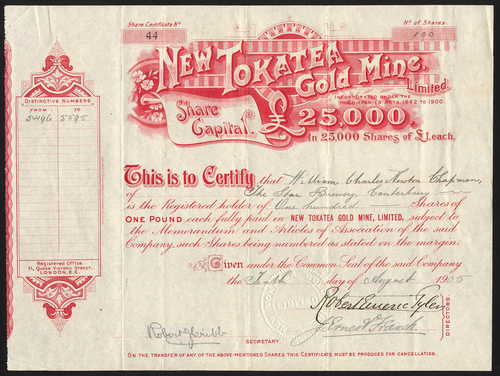 Share Certificate No
44
No of Shares.
100
NEW TOKATEA
Gold Mine.
Limited.
INCORPORATED UNDER THE
COMPANIES ACTS, 1862 TO 1900.
Share
Capital.
£25,000.
In 25,000 Shares of £1. each.
DISTINCTIVE NUMBERS
FROM TO
5496 5595
This is to Certify that William Charles Newton Chapman,
of The Star Brewery, Canterbury
is the Registered holder of One hundred Shares of
ONE POUND each fully paid in NEW TOKATEA GOLD MINE, LIMITED, subject to
the Memorandum and Articles of Association of the said
Company, such Shares being numbered as stated on the margin.
Given under the Common Seal of the said Company
the Tenth day of August 1905
Registered Office.
11, QUEEN VICTORIA STREET,
LONDON, E.C.
Robert
DIRECTORS.
Ernest
SECRETARY.
ON THE TRANSFER OF ANY OF THE ABOVE-MENTIONED SHARES THIS CERTIFICATE MUST BE PRODUCED FOR CANCELLATION.